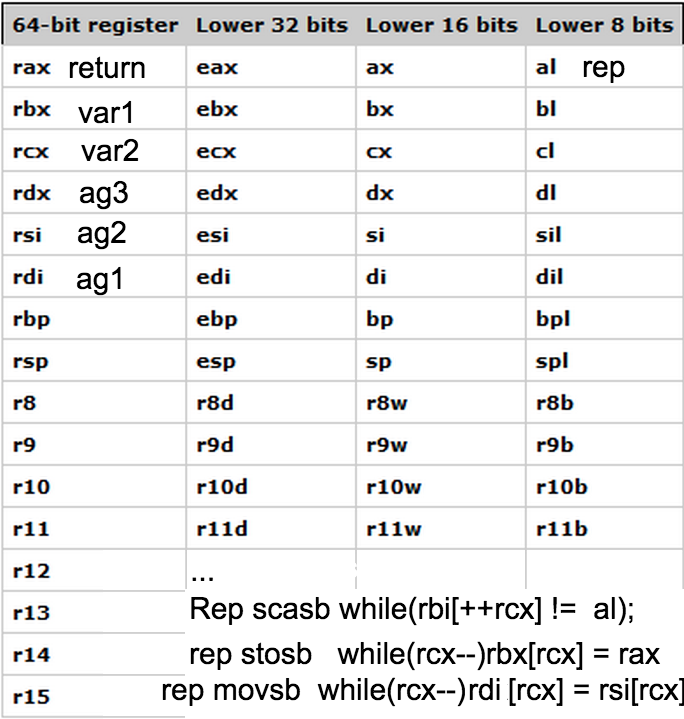 64-bit register Lower 32 bits Lower 16 bits Lower 8 bits
rax return eax ax al rep
rbx var1 ebx bx bl
rcx var2 ecx cx cl
rdx ag3 edx dx dl
rsi ag2 esi si sil
rdi ag1 edi di dil
rbp ebp bp bpl
rsp esp sp spl
r8 r8d r8w r8b
r9 r9d r9w r9b
r10 r10d r10w r10b
r11 r11d r11w r11b
r12 ...
r13 Rep scasb while(rbi[++rcx] != al);
r14 rep stosb while(rcx--)rbx[rcx] = rax
r15 rep movsb while(rcx--)rdi [rcx] = rsi[rcx]